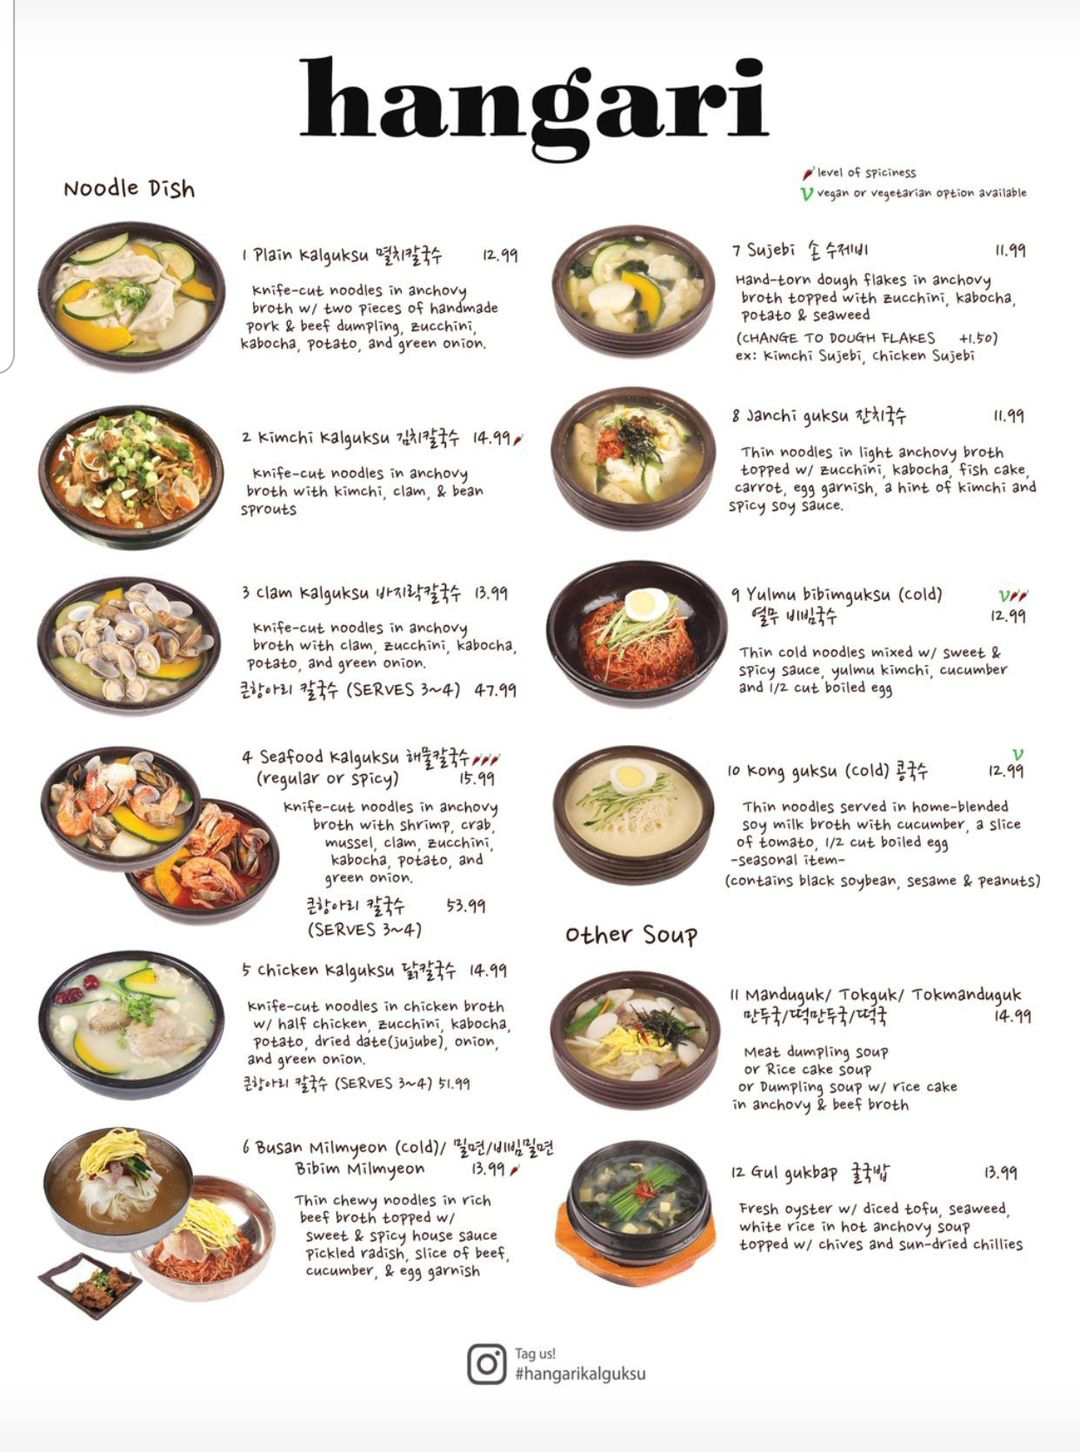 hangari
Noodle Dish
level of spiciness
V vegan or vegetarian option available
1 Plain Kalguksu 멸치칼국수 12.99
Knife-cut noodles in anchovy
broth w/ two pieces of handmade
pork & beef dumpling, zucchini,
kabocha, potato, and green onion.
2 Kimchi Kalguksu 김치칼국수 14.99
Knife-cut noodles in anchovy
broth with kimchi, clam, & bean
sprouts
3 Clam Kalguksu 바지락칼국수 13.99
Knife-cut noodles in anchovy
broth with clam, zucchini, kabocha,
potato, and green onion.
큰항아리 칼국수 (SERVES 3~4) 47.99
4 Seafood Kalguksu 해물칼국수
(regular or spicy) 15.99
Knife-cut noodles in anchovy
broth with shrimp, crab,
mussel, clam, zucchini,
kabocha, potato, and
green onion.
큰항아리 칼국수 53.99
(SERVES 3~4)
5 Chicken Kalguksu 닭칼국수 14.99
Knife-cut noodles in chicken broth
w/ half chicken, zucchini, kabocha,
potato, dried date(jujube), onion,
and green onion.
큰항아리 칼국수 (SERVES 3~4) 51.99
6 Busan Milmyeon (cold)/ 밀면/비빔밀면
Bibim Milmyeon 13.99
Thin chewy noodles in rich
beef broth topped w/
sweet & spicy house sauce
pickled radish, slice of beef,
cucumber, & egg garnish
7 Sujebi 손 수제비 11.99
Hand-torn dough flakes in anchovy
broth topped with zucchini, kabocha,
potato & seaweed
(CHANGE TO DOUGH FLAKES +1.50)
ex: Kimchi Sujebi, chicken Sujebi
8 Janchi guksu 잔치국수 11.99
Thin noodles in light anchovy broth
topped w/ zucchini, kabocha, fish cake,
carrot, egg garnish, a hint of kimchi and
spicy soy sauce.
9 Yulmu bibimguksu (cold) V
열무 비빔국수 12.99
Thin cold noodles mixed w/ sweet &
spicy sauce, yulmu kimchi, cucumber
and 1/2 cut boiled egg
V
10 Kong guksu (cold) 콩국수 12.99
Thin noodles served in home-blended
soy milk broth with cucumber, a slice
of tomato, 1/2 cut boiled egg
-seasonal item-
(contains black soybean, sesame & peanuts)
Other Soup
11 Manduguk/ Tokguk/ Tokmanduguk
만두국/떡만두국/떡국 14.99
Meat dumpling soup
or Rice cake soup
or Dumpling soup w/ rice cake
in anchovy & beef broth
12 Gul gukbap 굴국밥 13.99
Fresh oyster w/ diced tofu, seaweed,
white rice in hot anchovy soup
topped w/ chives and sun-dried chillies
Tag us!
#hangarikalguksu